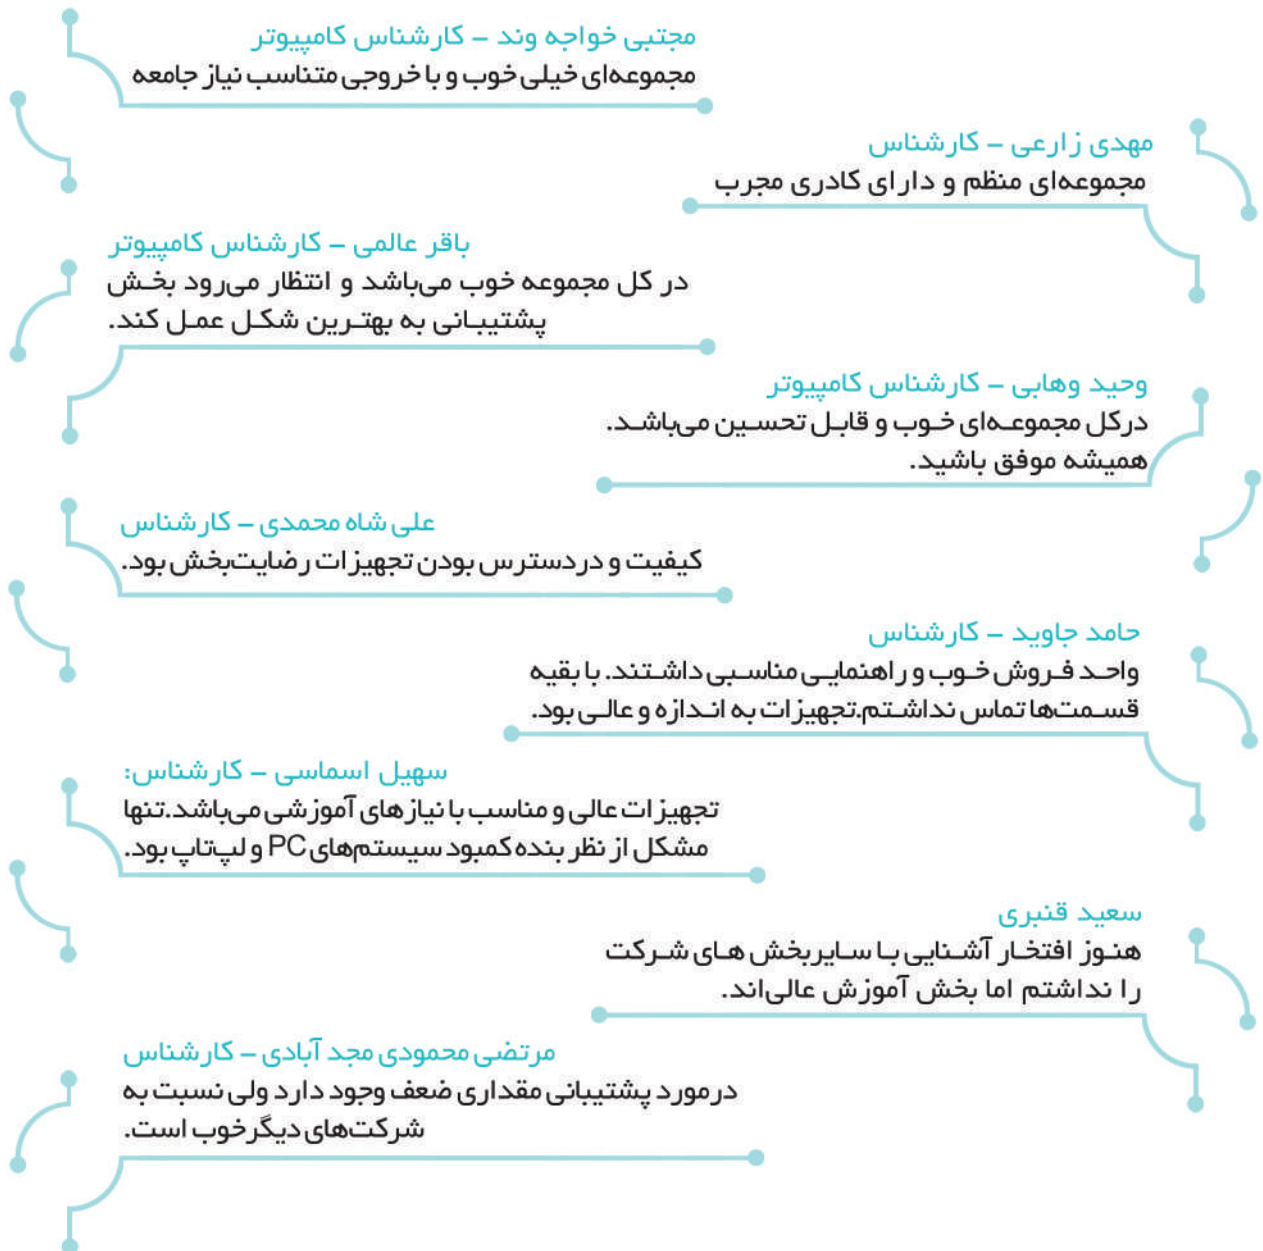 مجتبی خواجه وند – کارشناس کامپیوتر
مجموعه‌ای خیلی خوب و با خروجی متناسب نیاز جامعه
مهدی زارعی – کارشناس
مجموعه‌ای منظم و دارای کادری مجرب
باقر عالمی – کارشناس کامپیوتر
در کل مجموعه خوب می‌باشد و انتظار می‌رود بخش
پشتیبانی به بهترین شکل عمل کند.
وحید وهابی – کارشناس کامپیوتر
درکل مجموعه‌ای خوب و قابل تحسین می‌باشد.
همیشه موفق باشید.
علی شاه محمدی – کارشناس
کیفیت و در دسترس بودن تجهیزات رضایت‌بخش بود.
حامد جاوید – کارشناس
واحد فروش خوب و راهنمایی مناسبی داشتند. با بقیه
قسمت‌ها تماس نداشتم.تجهیزات به اندازه و عالی بود.
سهیل اسماسی – کارشناس:
تجهیزات عالی و مناسب با نیازهای آموزشی می‌باشد.تنها
مشکل از نظر بنده کمبود سیستم‌های PC و لپ‌تاپ بود.
سعید قنبری
هنوز افتخار آشنایی با سایربخش های شرکت
را نداشتم اما بخش آموزش عالی‌اند.
مرتضی محمودی مجد آبادی – کارشناس
درمورد پشتیبانی مقداری ضعف وجود دارد ولی نسبت به
شرکت‌های دیگر خوب است.